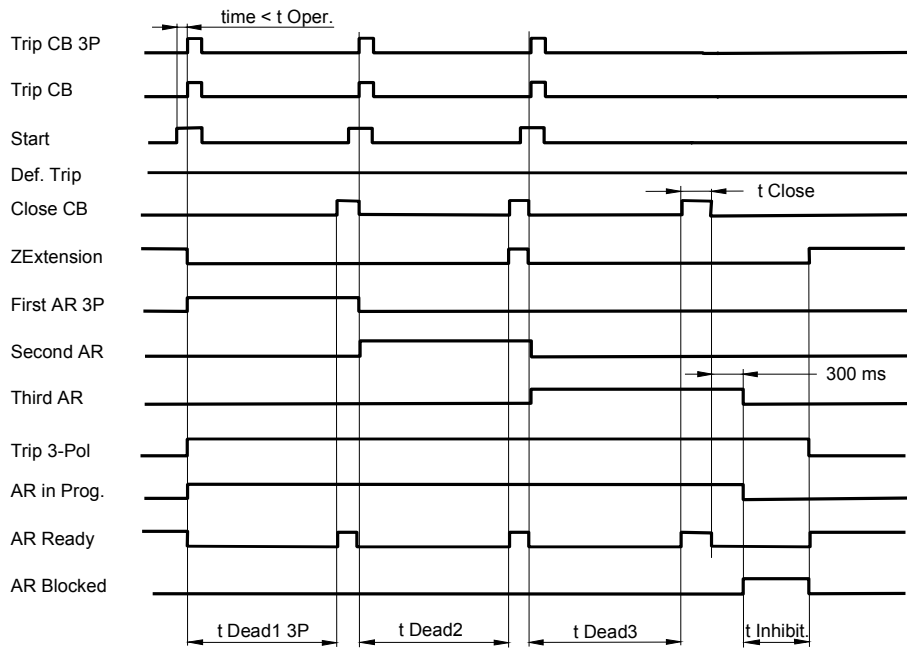 time < t Oper.
Trip CB 3P
Trip CB
Start
Def. Trip
t Close
Close CB
ZExtension
First AR 3P
Second AR
300 ms
Third AR
Trip 3-Pol
AR in Prog.
AR Ready
AR Blocked
t Dead1 3P
t Dead2
t Dead3
t Inhibit.